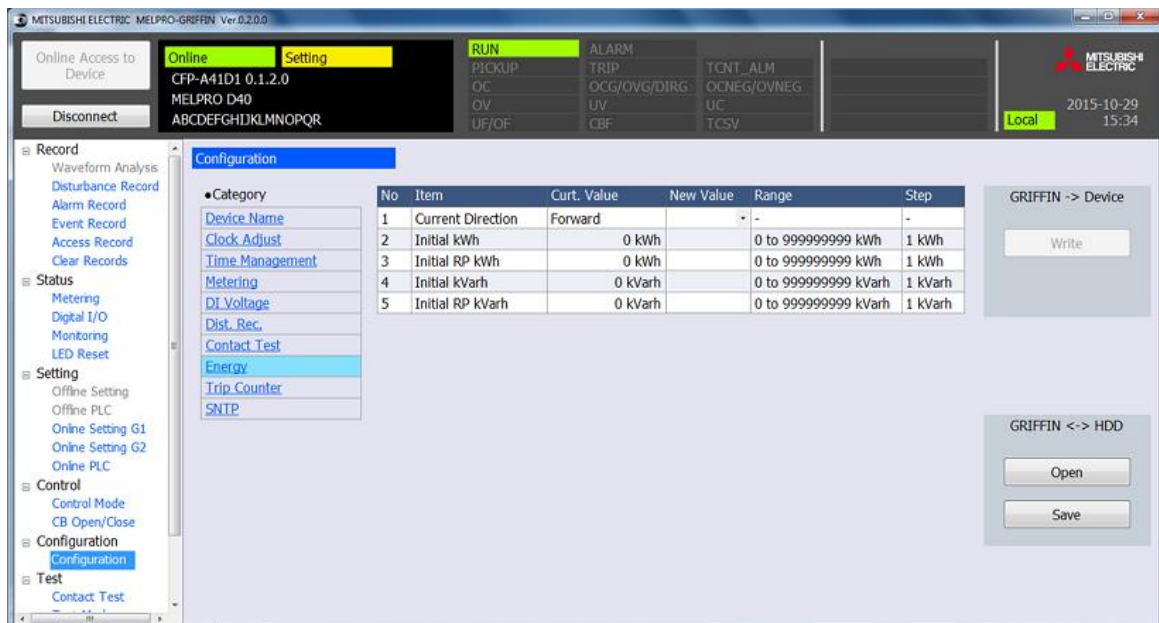 MITSUBISHI ELECTRIC MELPRO-GRIFFIN Ver.0.2.0.0
Online Access to Device
Disconnect
Online Setting
CFP-A41D1 0.1.2.0
MELPRO D40
ABCDEFGHIJKLMNOPQR
RUN ALARM
PICKUP TRIP TCNT_ALM
OC OCG/OVG/DIRG OCNEG/OVNEG
OV UV UC
UF/OF CBF TCSV
MITSUBISHI ELECTRIC
2015-10-29
Local 15:34
Record
Waveform Analysis
Disturbance Record
Alarm Record
Event Record
Access Record
Clear Records
Status
Metering
Digital I/O
Monitoring
LED Reset
Setting
Offline Setting
Offline PLC
Online Setting G1
Online Setting G2
Online PLC
Control
Control Mode
CB Open/Close
Configuration
Configuration
Test
Contact Test
Configuration
●Category
Device Name
Clock Adjust
Time Management
Metering
DI Voltage
Dist. Rec.
Contact Test
Energy
Trip Counter
SNTP
No Item Curt. Value New Value Range Step
1 Current Direction Forward - -
2 Initial kWh 0 kWh 0 to 999999999 kWh 1 kWh
3 Initial RP kWh 0 kWh 0 to 999999999 kWh 1 kWh
4 Initial kVarh 0 kVarh 0 to 999999999 kVarh 1 kVarh
5 Initial RP kVarh 0 kVarh 0 to 999999999 kVarh 1 kVarh
GRIFFIN -> Device
Write
GRIFFIN <-> HDD
Open
Save